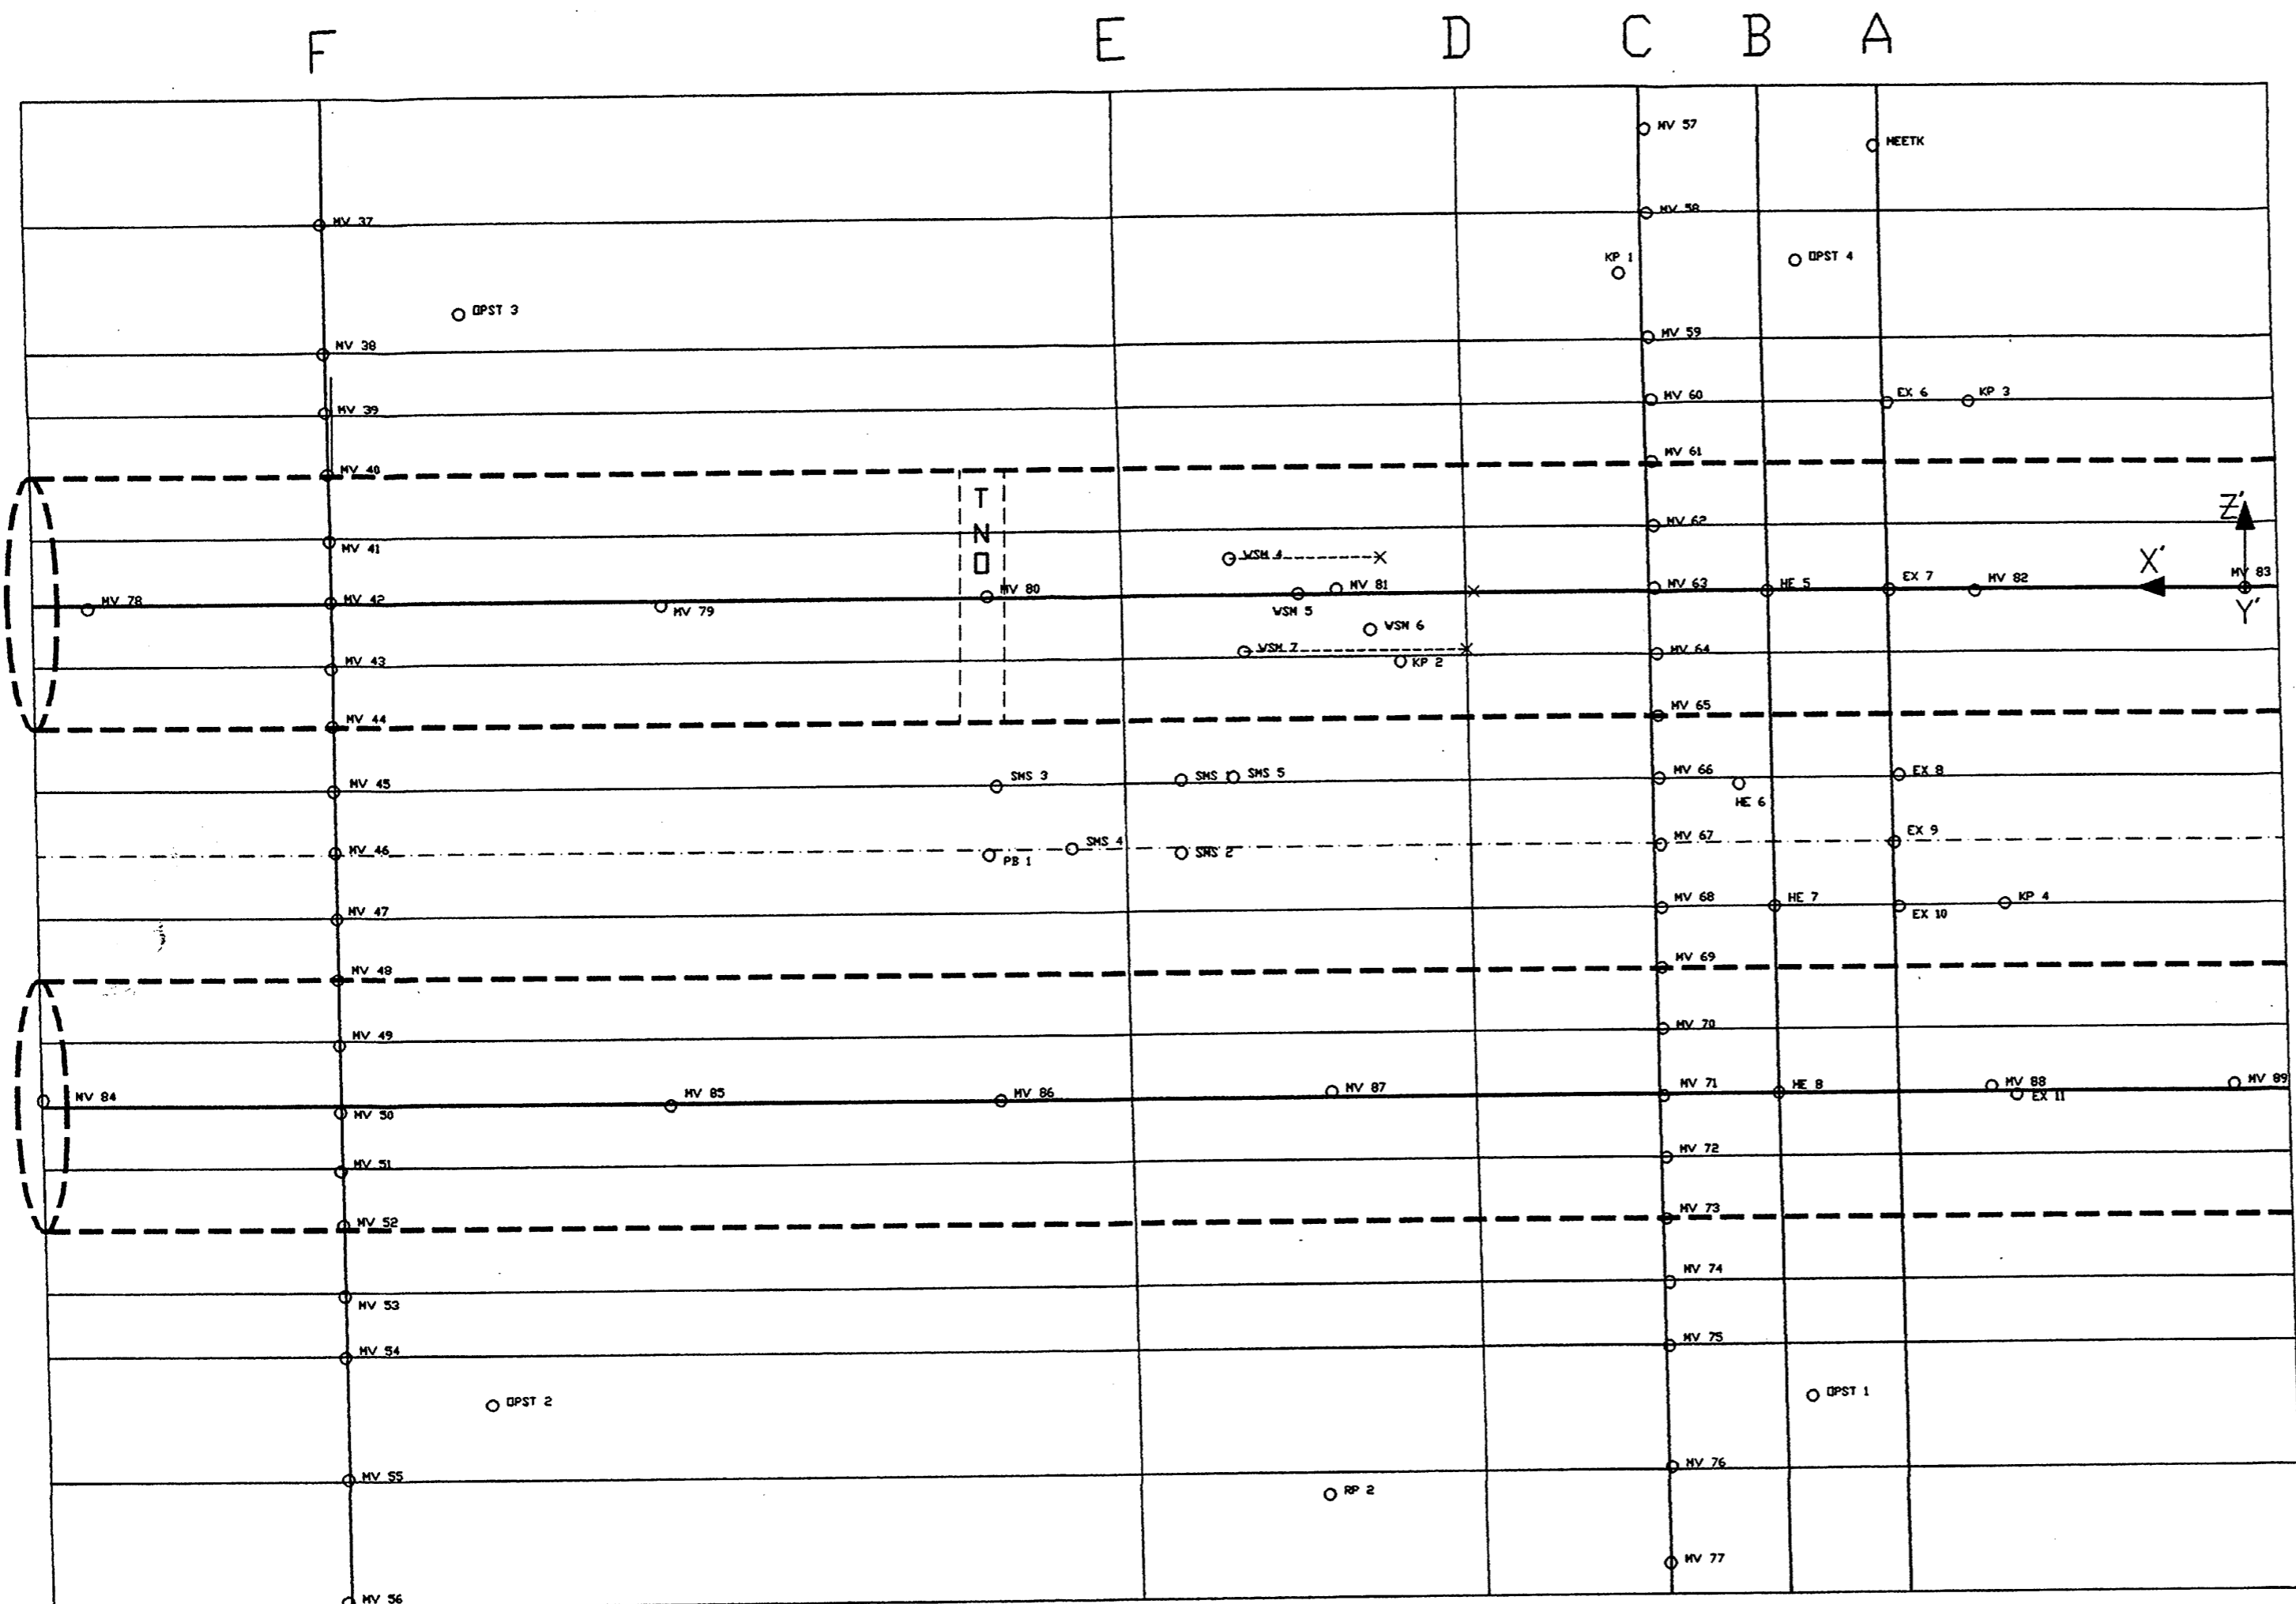 F E D C B A
MV 57
MEETK
MV 58
MV 37
KP 1
OPST 4
OPST 3
MV 59
MV 38
MV 60 EX 6 KP 3
MV 39
MV 61
MV 40
TNO
MV 62
MV 41
WSM 4
Z'
X'
MV 78 MV 42 MV 79 MV 80 WSM 5 MV 81 MV 63 HE 5 EX 7 MV 82 MV 83
Y'
WSM 6
MV 43 WSM 7 KP 2 MV 64
MV 44 MV 65
MV 45 SMS 3 SMS 1 SMS 5 MV 66 HE 6 EX 8
MV 46 PB 1 SMS 4 SMS 2 MV 67 EX 9
MV 47 MV 68 HE 7 EX 10 KP 4
MV 48 MV 69
MV 49 MV 70
MV 84 MV 50 MV 85 MV 86 MV 87 MV 71 HE 8 MV 88 EX 11 MV 89
MV 51 MV 72
MV 52 MV 73
MV 53 MV 74
MV 54 MV 75
OPST 2 OPST 1
MV 55 MV 76
RP 2
MV 77
MV 56